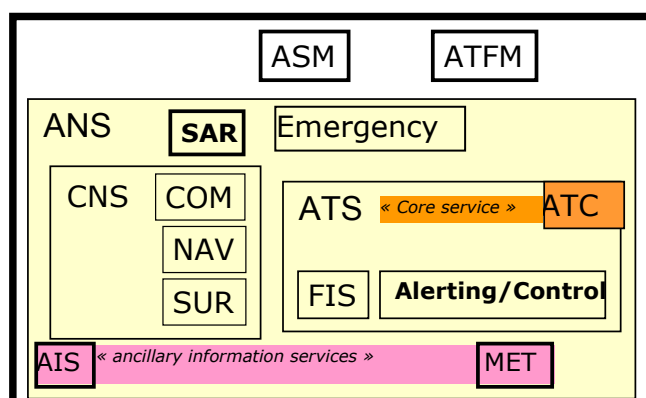 ASM
ATFM
ANS
SAR
Emergency
CNS
COM
NAV
SUR
ATS
« Core service »
ATC
FIS
Alerting/Control
AIS
« ancillary information services »
MET